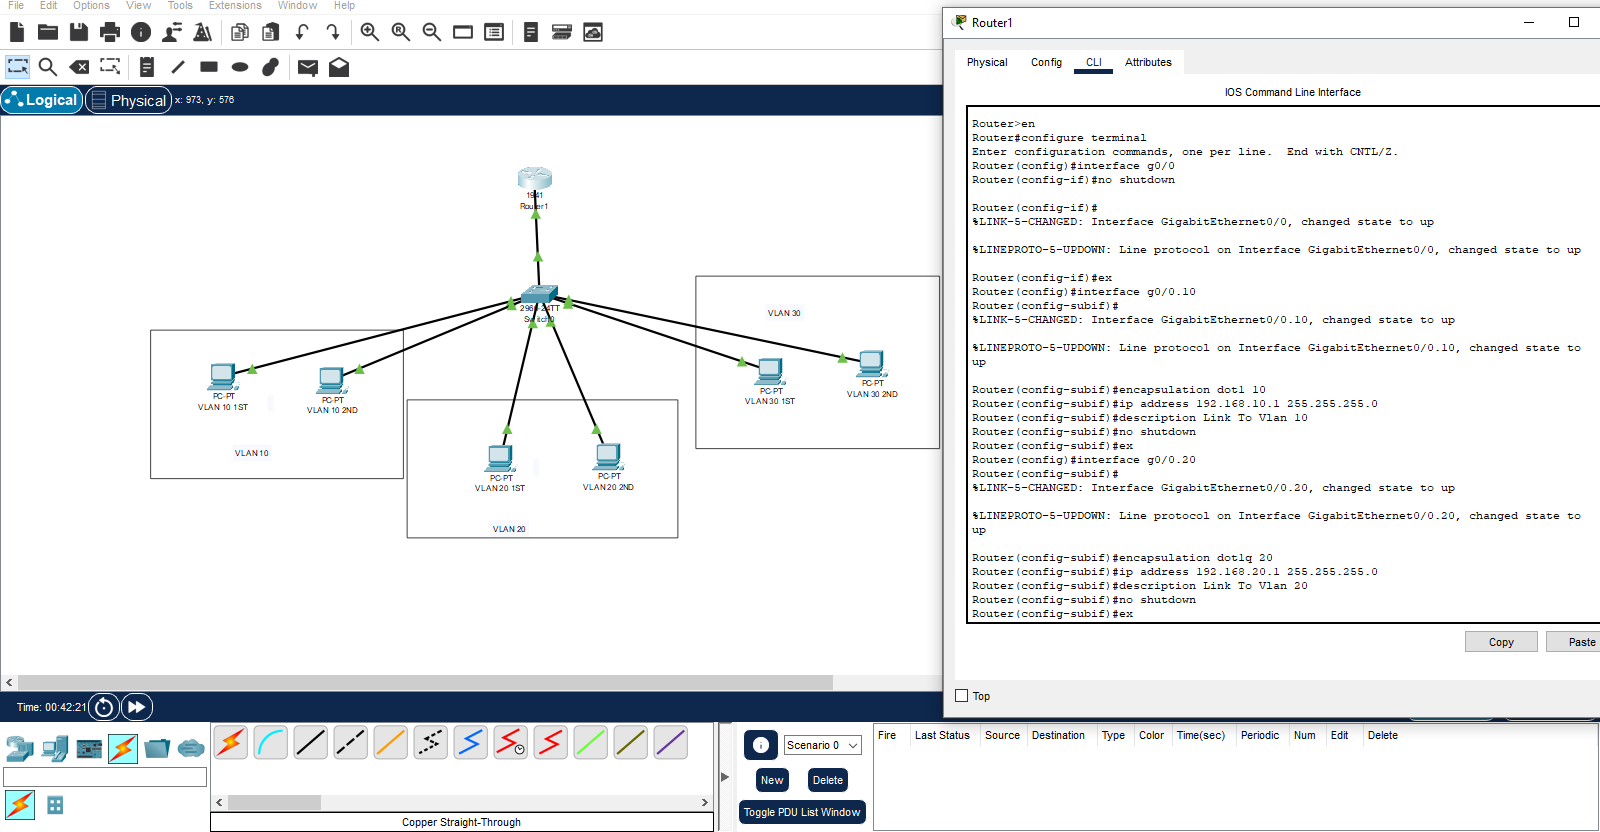 File Edit Options View Tools Extensions Window Help
Logical Physical x: 973, y: 576
1941
Router1
2960-24TT
Switch0
VLAN 30
PC-PT
VLAN 10 1ST
PC-PT
VLAN 10 2ND
PC-PT
VLAN 30 1ST
PC-PT
VLAN 30 2ND
VLAN 10
PC-PT
VLAN 20 1ST
PC-PT
VLAN 20 2ND
VLAN 20
Router1
Physical Config CLI Attributes
IOS Command Line Interface
Router>en
Router#configure terminal
Enter configuration commands, one per line.  End with CNTL/Z.
Router(config)#interface g0/0
Router(config-if)#no shutdown
Router(config-if)#
%LINK-5-CHANGED: Interface GigabitEthernet0/0, changed state to up
%LINEPROTO-5-UPDOWN: Line protocol on Interface GigabitEthernet0/0, changed state to up
Router(config-if)#ex
Router(config)#interface g0/0.10
Router(config-subif)#
%LINK-5-CHANGED: Interface GigabitEthernet0/0.10, changed state to up
%LINEPROTO-5-UPDOWN: Line protocol on Interface GigabitEthernet0/0.10, changed state to
up
Router(config-subif)#encapsulation dot1 10
Router(config-subif)#ip address 192.168.10.1 255.255.255.0
Router(config-subif)#description Link To Vlan 10
Router(config-subif)#no shutdown
Router(config-subif)#ex
Router(config)#interface g0/0.20
Router(config-subif)#
%LINK-5-CHANGED: Interface GigabitEthernet0/0.20, changed state to up
%LINEPROTO-5-UPDOWN: Line protocol on Interface GigabitEthernet0/0.20, changed state to
up
Router(config-subif)#encapsulation dot1q 20
Router(config-subif)#ip address 192.168.20.1 255.255.255.0
Router(config-subif)#description Link To Vlan 20
Router(config-subif)#no shutdown
Router(config-subif)#ex
Copy Paste
Top
Time: 00:42:21
Scenario 0
New Delete
Toggle PDU List Window
Fire Last Status Source Destination Type Color Time(sec) Periodic Num Edit Delete
Copper Straight-Through